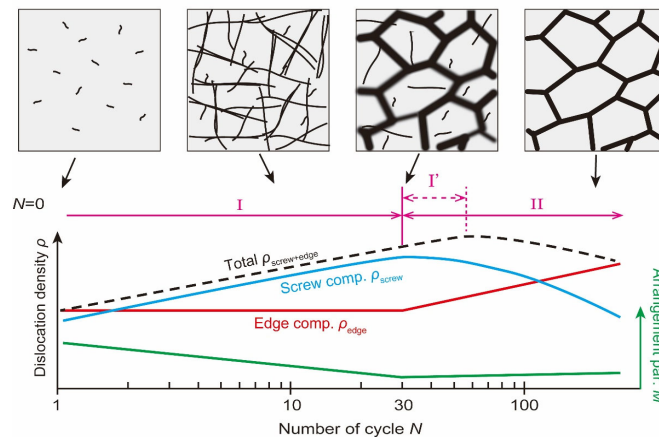 N=0
I
I'
II
Total ρscrew+edge
Screw comp. ρscrew
Edge comp. ρedge
Dislocation density ρ
Arrangement par. M
1
10
30
100
Number of cycle N